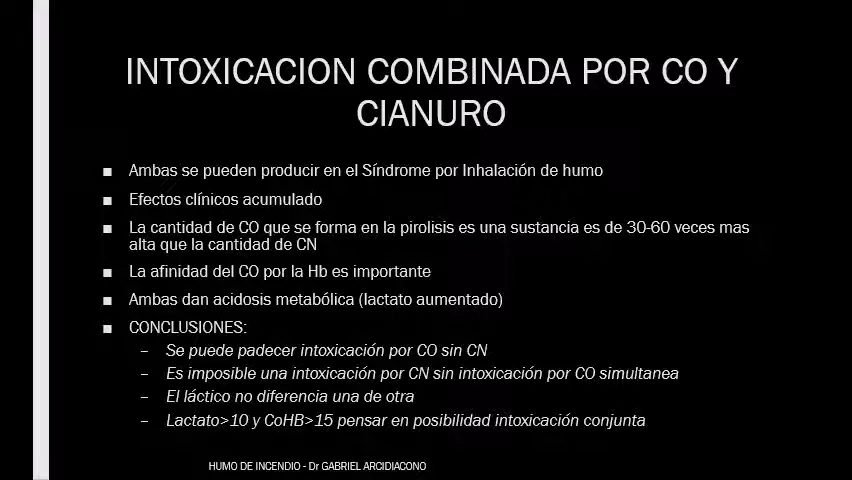 INTOXICACION COMBINADA POR CO Y
CIANURO
■ Ambas se pueden producir en el Síndrome por Inhalación de humo
■ Efectos clínicos acumulado
■ La cantidad de CO que se forma en la pirolisis es una sustancia es de 30-60 veces mas
alta que la cantidad de CN
■ La afinidad del CO por la Hb es importante
■ Ambas dan acidosis metabólica (lactato aumentado)
■ CONCLUSIONES:
– Se puede padecer intoxicación por CO sin CN
– Es imposible una intoxicación por CN sin intoxicación por CO simultanea
– El láctico no diferencia una de otra
– Lactato>10 y CoHB>15 pensar en posibilidad intoxicación conjunta
HUMO DE INCENDIO - Dr GABRIEL ARCIDIACONO